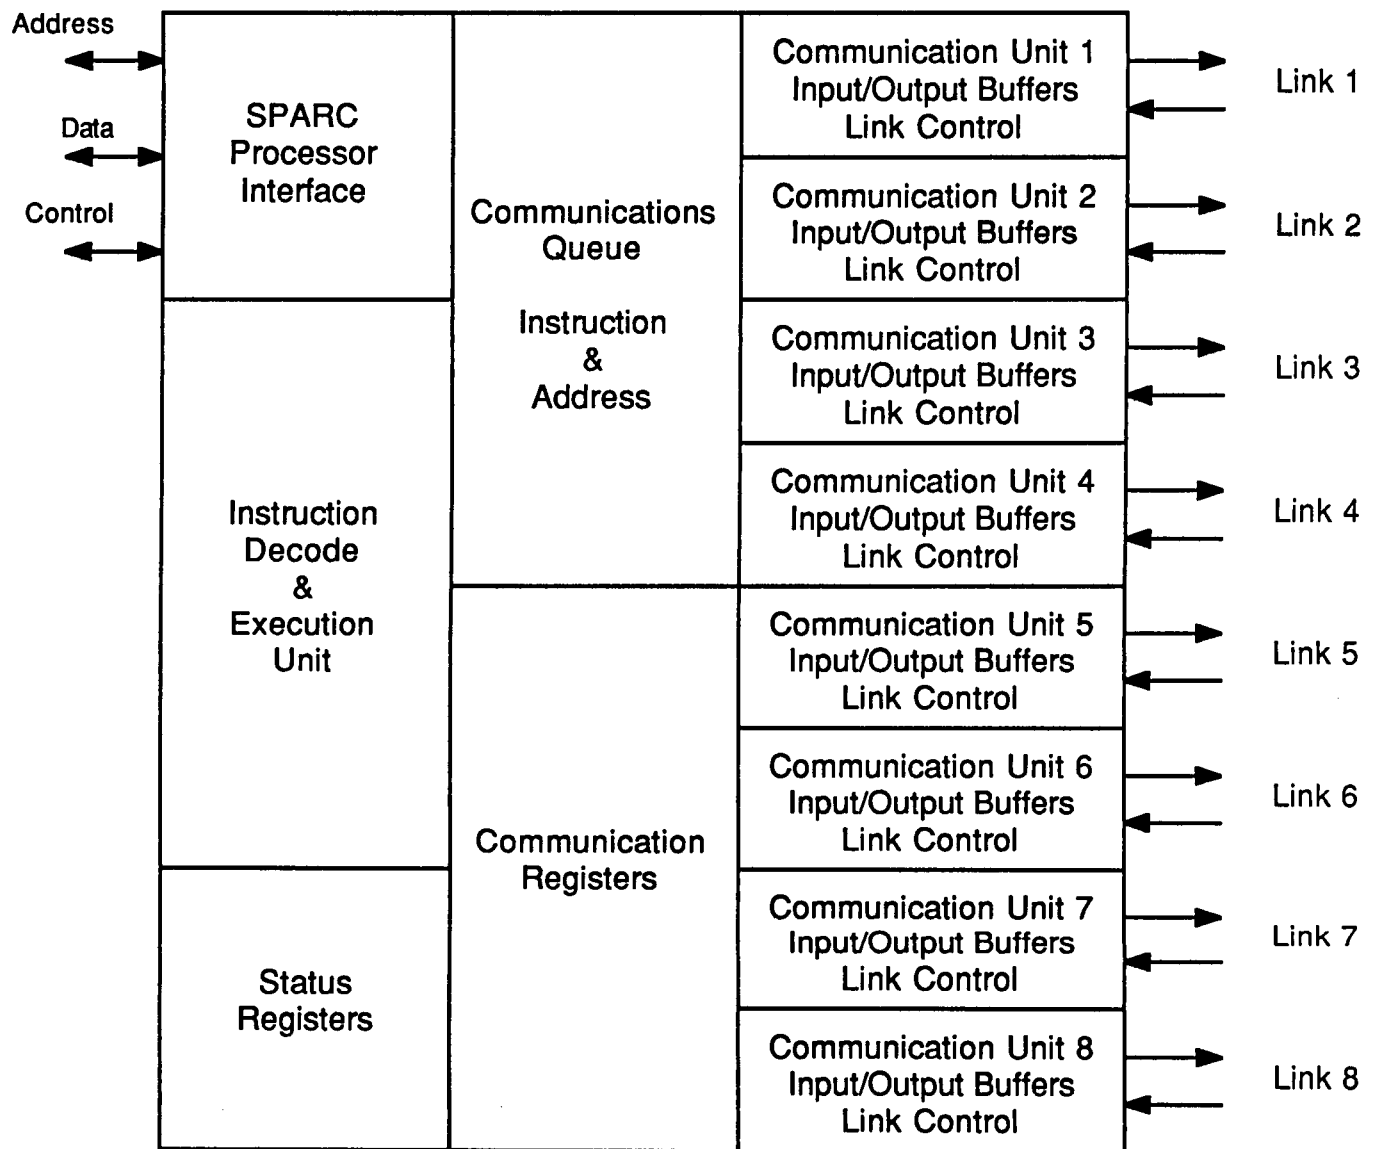 Address
Data
Control
SPARC
Processor
Interface
Instruction
Decode
&
Execution
Unit
Status
Registers
Communications
Queue
Instruction
&
Address
Communication
Registers
Communication Unit 1
Input/Output Buffers
Link Control
Link 1
Communication Unit 2
Input/Output Buffers
Link Control
Link 2
Communication Unit 3
Input/Output Buffers
Link Control
Link 3
Communication Unit 4
Input/Output Buffers
Link Control
Link 4
Communication Unit 5
Input/Output Buffers
Link Control
Link 5
Communication Unit 6
Input/Output Buffers
Link Control
Link 6
Communication Unit 7
Input/Output Buffers
Link Control
Link 7
Communication Unit 8
Input/Output Buffers
Link Control
Link 8